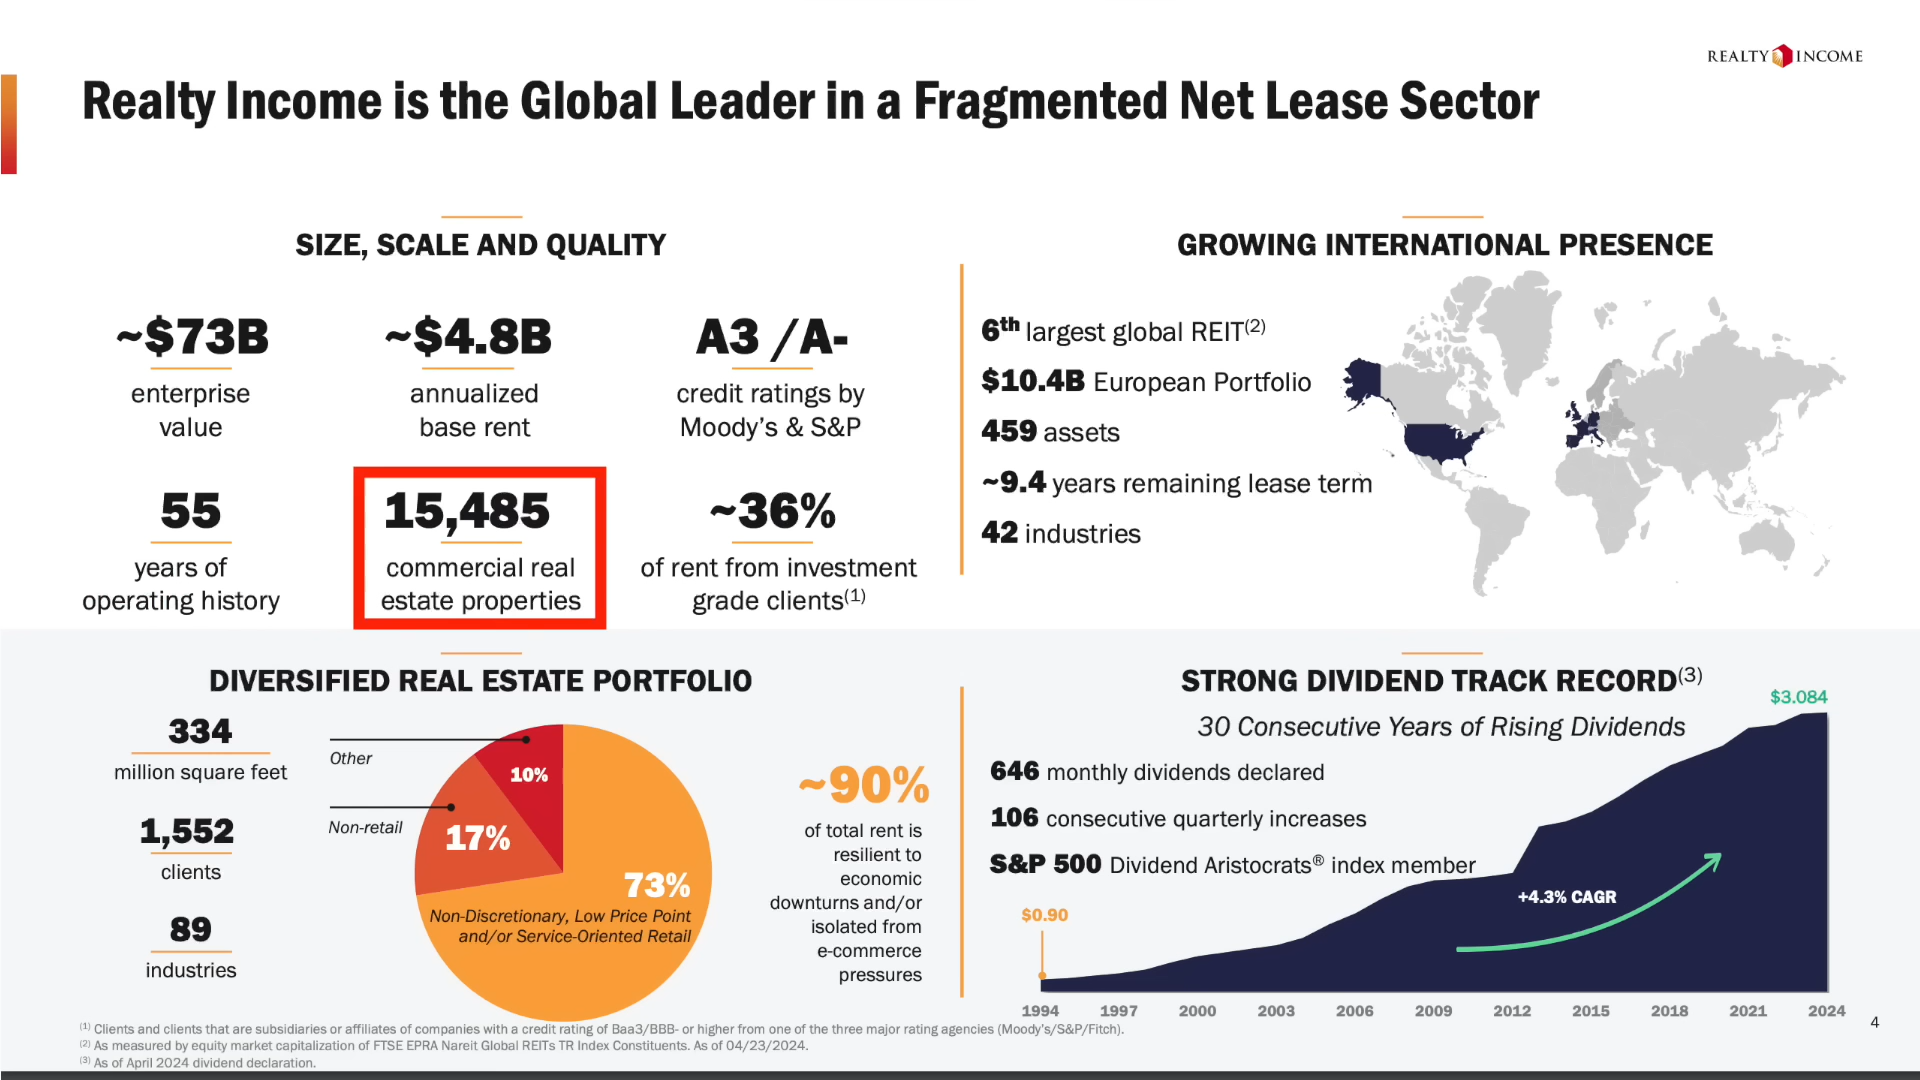 REALTY INCOME
Realty Income is the Global Leader in a Fragmented Net Lease Sector
SIZE, SCALE AND QUALITY
~$73B
enterprise
value
~$4.8B
annualized
base rent
A3 /A-
credit ratings by
Moody's & S&P
55
years of
operating history
15,485
commercial real
estate properties
~36%
of rent from investment
grade clients(1)
GROWING INTERNATIONAL PRESENCE
6th largest global REIT(2)
$10.4B European Portfolio
459 assets
~9.4 years remaining lease term
42 industries
DIVERSIFIED REAL ESTATE PORTFOLIO
334
million square feet
1,552
clients
89
industries
Other
Non-retail
10%
17%
73%
Non-Discretionary, Low Price Point
and/or Service-Oriented Retail
~90%
of total rent is
resilient to
economic
downturns and/or
isolated from
e-commerce
pressures
STRONG DIVIDEND TRACK RECORD(3)
30 Consecutive Years of Rising Dividends
$3.084
646 monthly dividends declared
106 consecutive quarterly increases
S&P 500 Dividend Aristocrats® index member
+4.3% CAGR
$0.90
1994 1997 2000 2003 2006 2009 2012 2015 2018 2021 2024
(1) Clients and clients that are subsidiaries or affiliates of companies with a credit rating of Baa3/BBB- or higher from one of the three major rating agencies (Moody's/S&P/Fitch).
(2) As measured by equity market capitalization of FTSE EPRA Nareit Global REITs TR Index Constituents. As of 04/23/2024.
(3) As of April 2024 dividend declaration.
4